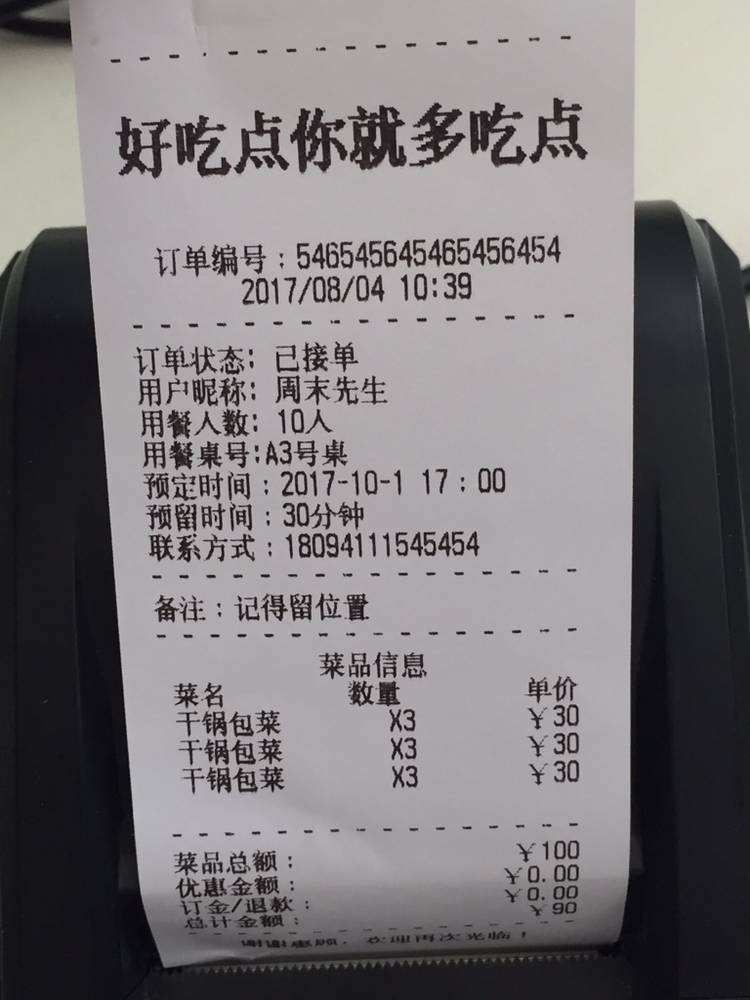 好吃点你就多吃点
订单编号：546545645465456454
2017/08/04 10:39
订单状态: 已接单
用户昵称: 周末先生
用餐人数: 10人
用餐桌号:A3号桌
预定时间：2017-10-1 17：00
预留时间：30分钟
联系方式：18094111545454
备注：记得留位置
菜品信息
菜名 数量 单价
干锅包菜 X3 ￥30
干锅包菜 X3 ￥30
干锅包菜 X3 ￥30
菜品总额： ￥100
优惠金额： ￥0.00
订金/退款： ￥0.00
总计金额： ￥90
谢谢惠顾，欢迎再次光临！